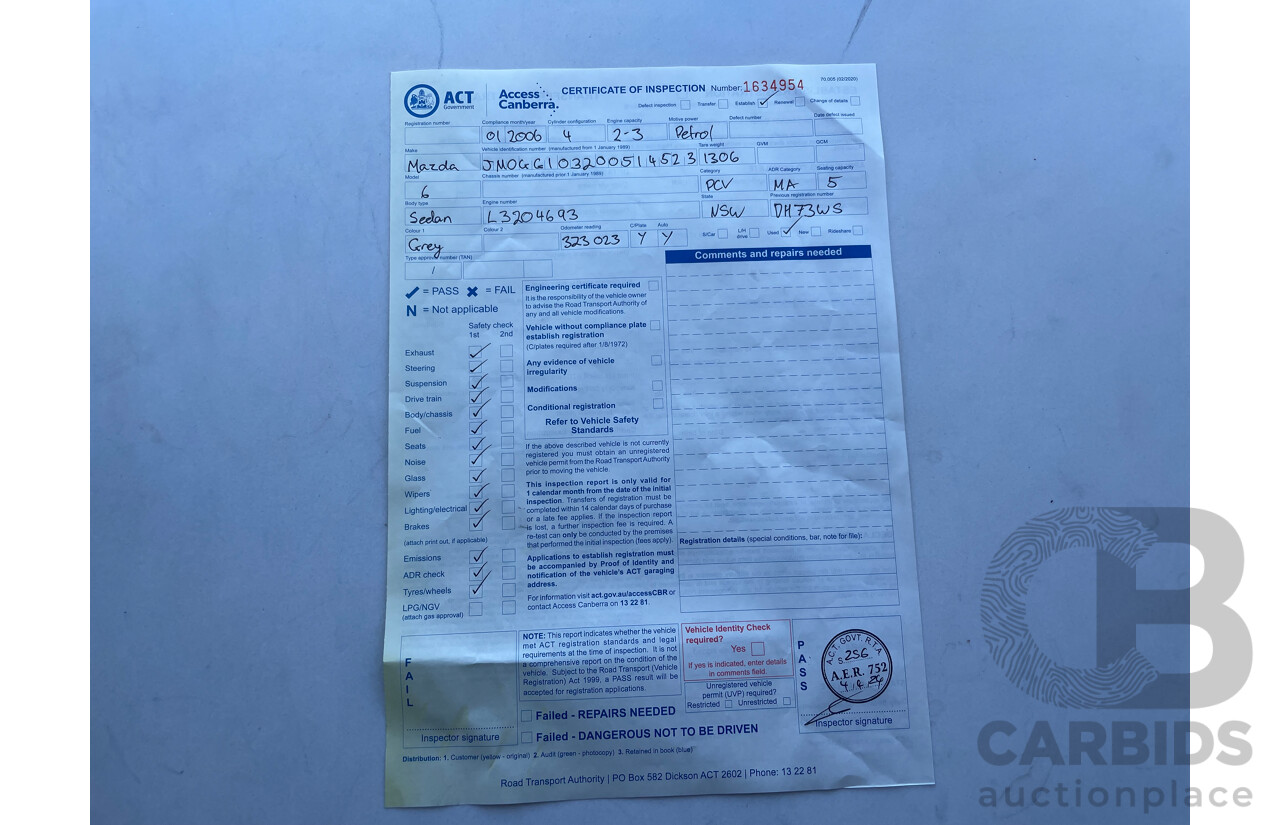 ACT Government Access Canberra. CERTIFICATE OF INSPECTION Number: 1634954
70.005 (02/2020)
Defect inspection Transfer Establish ✓ Renewal Change of details
Registration number Compliance month/year Cylinder configuration Engine capacity Motive power Defect number Date defect issued
01 2006 4 2-3 Petrol
Make Vehicle identification number (manufactured from 1 January 1989) Tare weight GVM GCM
Mazda JM0GG103200514523 1306
Model Chassis number (manufactured prior 1 January 1989) Category ADR Category Seating capacity
6 PCV MA 5
Body type Engine number State Previous registration number
Sedan L3204693 NSW DH73WS
Colour 1 Colour 2 Odometer reading C/Plate Auto S/Car L/H drive Used ✓ New Rideshare
Grey 323023 Y Y
Type approval number (TAN)
/
Comments and repairs needed
✓ = PASS ✖ = FAIL
N = Not applicable
Safety check
1st 2nd
Exhaust ✓
Steering ✓
Suspension ✓
Drive train ✓
Body/chassis ✓
Fuel ✓
Seats ✓
Noise ✓
Glass ✓
Wipers ✓
Lighting/electrical ✓
Brakes ✓
(attach print out, if applicable)
Emissions ✓
ADR check ✓
Tyres/wheels ✓
LPG/NGV
(attach gas approval)
Engineering certificate required
It is the responsibility of the vehicle owner
to advise the Road Transport Authority of
any and all vehicle modifications.
Vehicle without compliance plate
establish registration
(C/plates required after 1/8/1972)
Any evidence of vehicle
irregularity
Modifications
Conditional registration
Refer to Vehicle Safety
Standards
If the above described vehicle is not currently
registered you must obtain an unregistered
vehicle permit from the Road Transport Authority
prior to moving the vehicle.
This inspection report is only valid for
1 calendar month from the date of the initial
inspection. Transfers of registration must be
completed within 14 calendar days of purchase
or a late fee applies. If the inspection report
is lost, a further inspection fee is required. A
re-test can only be conducted by the premises
that performed the initial inspection (fees apply).
Applications to establish registration must
be accompanied by Proof of Identity and
notification of the vehicle's ACT garaging
address.
For information visit act.gov.au/accessCBR or
contact Access Canberra on 13 22 81.
Registration details (special conditions, bar, note for file):
FAIL
Inspector signature
NOTE: This report indicates whether the vehicle
met ACT registration standards and legal
requirements at the time of inspection. It is not
a comprehensive report on the condition of the
vehicle. Subject to the Road Transport (Vehicle
Registration) Act 1999, a PASS result will be
accepted for registration applications.
Vehicle Identity Check
required?
Yes
If yes is indicated, enter details
in comments field.
Unregistered vehicle
permit (UVP) required?
Restricted Unrestricted
PASS
A.C.T. GOVT. R.T.A
S 256
A.E.R. 752
Inspector signature
Failed - REPAIRS NEEDED
Failed - DANGEROUS NOT TO BE DRIVEN
Distribution: 1. Customer (yellow - original) 2. Audit (green - photocopy) 3. Retained in book (blue)
Road Transport Authority | PO Box 582 Dickson ACT 2602 | Phone: 13 22 81
CB
CARBIDS
auctionplace